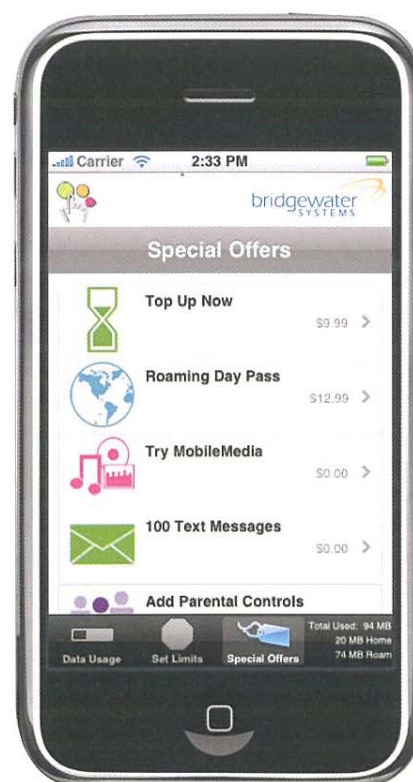 Carrier 2:33 PM
bridgewater
SYSTEMS
Special Offers
Top Up Now
$9.99
Roaming Day Pass
$12.99
Try MobileMedia
$0.00
100 Text Messages
$0.00
Add Parental Controls
Data Usage
Set Limits
Special Offers
Total Used: 94 MB
20 MB Home
74 MB Roam